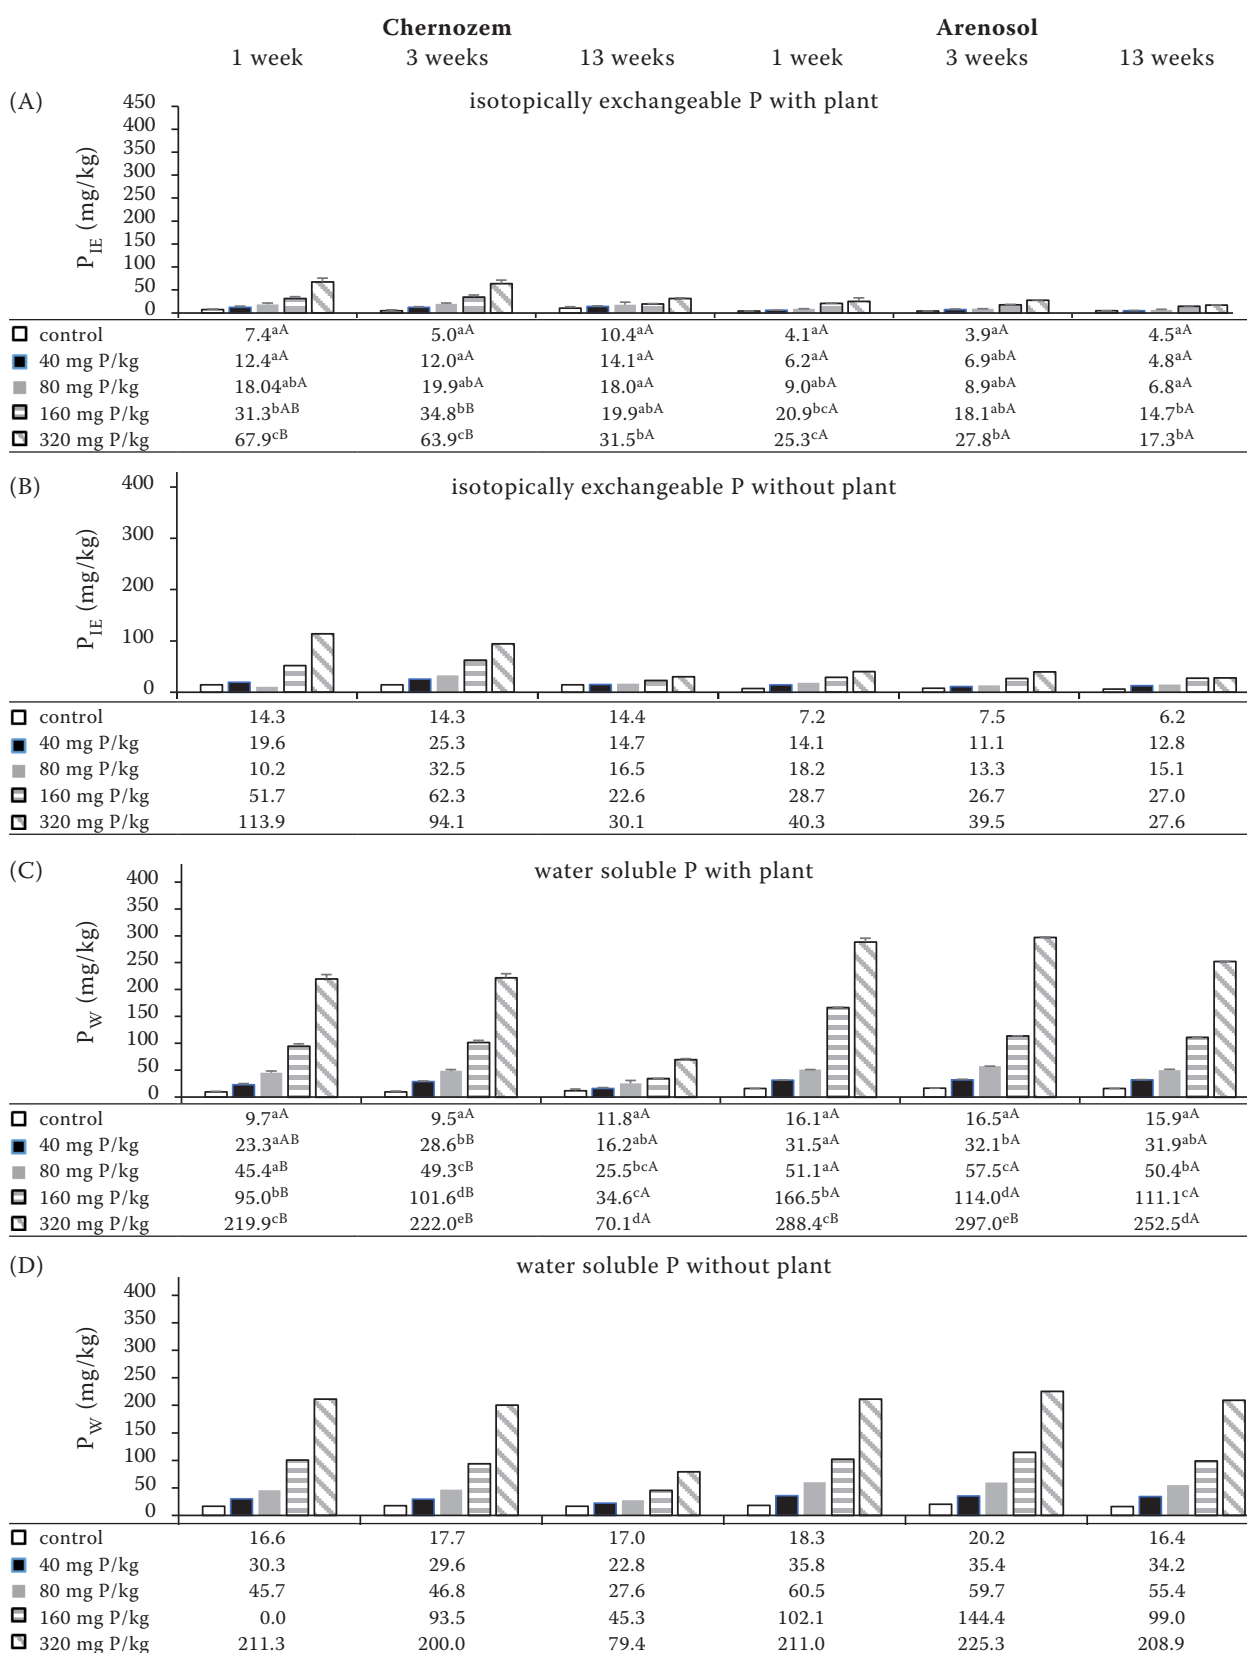 Chernozem Arenosol
1 week 3 weeks 13 weeks 1 week 3 weeks 13 weeks
(A) isotopically exchangeable P with plant
450
400
350
300
250
200
150
100
50
0
P_IE (mg/kg)
control 7.4^aA 5.0^aA 10.4^aA 4.1^aA 3.9^aA 4.5^aA
40 mg P/kg 12.4^aA 12.0^aA 14.1^aA 6.2^aA 6.9^abA 4.8^aA
80 mg P/kg 18.04^abA 19.9^abA 18.0^aA 9.0^abA 8.9^abA 6.8^aA
160 mg P/kg 31.3^bAB 34.8^bB 19.9^abA 20.9^bcA 18.1^abA 14.7^bA
320 mg P/kg 67.9^cB 63.9^cB 31.5^bA 25.3^cA 27.8^bA 17.3^bA
(B) isotopically exchangeable P without plant
400
300
200
100
0
P_IE (mg/kg)
control 14.3 14.3 14.4 7.2 7.5 6.2
40 mg P/kg 19.6 25.3 14.7 14.1 11.1 12.8
80 mg P/kg 10.2 32.5 16.5 18.2 13.3 15.1
160 mg P/kg 51.7 62.3 22.6 28.7 26.7 27.0
320 mg P/kg 113.9 94.1 30.1 40.3 39.5 27.6
(C) water soluble P with plant
400
350
300
250
200
150
100
50
0
P_W (mg/kg)
control 9.7^aA 9.5^aA 11.8^aA 16.1^aA 16.5^aA 15.9^aA
40 mg P/kg 23.3^aAB 28.6^bB 16.2^abA 31.5^aA 32.1^bA 31.9^abA
80 mg P/kg 45.4^aB 49.3^cB 25.5^bcA 51.1^aA 57.5^cA 50.4^bA
160 mg P/kg 95.0^bB 101.6^dB 34.6^cA 166.5^bA 114.0^dA 111.1^cA
320 mg P/kg 219.9^cB 222.0^eB 70.1^dA 288.4^cB 297.0^eB 252.5^dA
(D) water soluble P without plant
400
350
300
250
200
150
100
50
0
P_W (mg/kg)
control 16.6 17.7 17.0 18.3 20.2 16.4
40 mg P/kg 30.3 29.6 22.8 35.8 35.4 34.2
80 mg P/kg 45.7 46.8 27.6 60.5 59.7 55.4
160 mg P/kg 0.0 93.5 45.3 102.1 144.4 99.0
320 mg P/kg 211.3 200.0 79.4 211.0 225.3 208.9